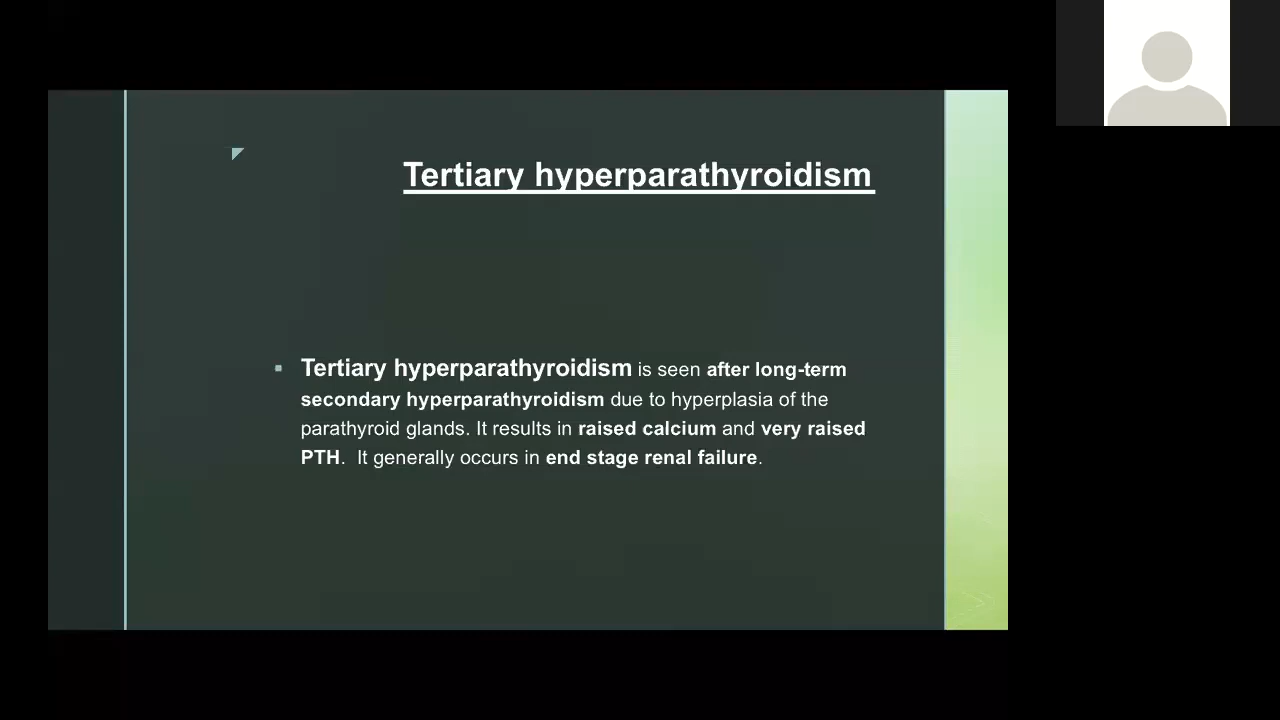 Tertiary hyperparathyroidism
Tertiary hyperparathyroidism is seen after long-term
secondary hyperparathyroidism due to hyperplasia of the
parathyroid glands. It results in raised calcium and very raised
PTH.  It generally occurs in end stage renal failure.